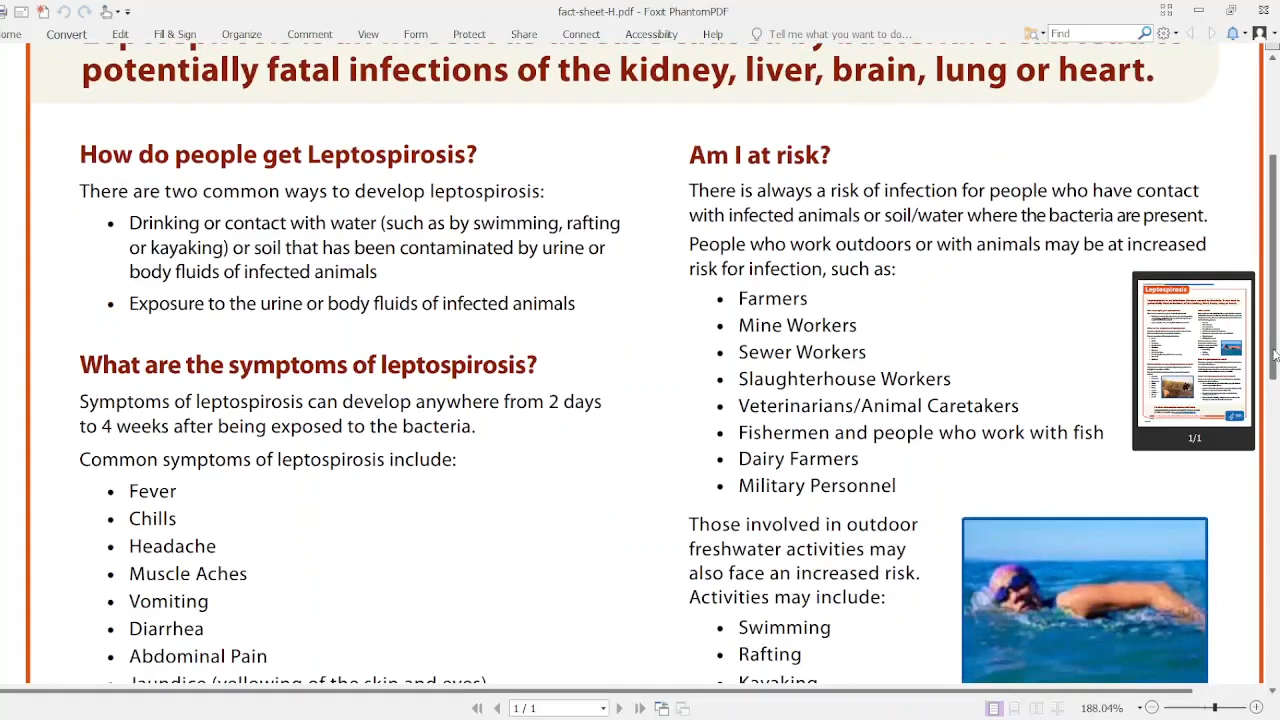 fact-sheet-H.pdf - Foxit PhantomPDF
Convert Edit Fill & Sign Organize Comment View Form Protect Share Connect Accessibility Help Tell me what you want to do... Find
potentially fatal infections of the kidney, liver, brain, lung or heart.
How do people get Leptospirosis?
There are two common ways to develop leptospirosis:
• Drinking or contact with water (such as by swimming, rafting
or kayaking) or soil that has been contaminated by urine or
body fluids of infected animals
• Exposure to the urine or body fluids of infected animals
What are the symptoms of leptospirosis?
Symptoms of leptospirosis can develop anywhere from 2 days
to 4 weeks after being exposed to the bacteria.
Common symptoms of leptospirosis include:
• Fever
• Chills
• Headache
• Muscle Aches
• Vomiting
• Diarrhea
• Abdominal Pain
• Jaundice (yellowing of the skin and eyes)
Am I at risk?
There is always a risk of infection for people who have contact
with infected animals or soil/water where the bacteria are present.
People who work outdoors or with animals may be at increased
risk for infection, such as:
• Farmers
• Mine Workers
• Sewer Workers
• Slaughterhouse Workers
• Veterinarians/Animal Caretakers
• Fishermen and people who work with fish
• Dairy Farmers
• Military Personnel
Those involved in outdoor
freshwater activities may
also face an increased risk.
Activities may include:
• Swimming
• Rafting
• Kayaking
Leptospirosis
1/1
1 / 1
188.04%